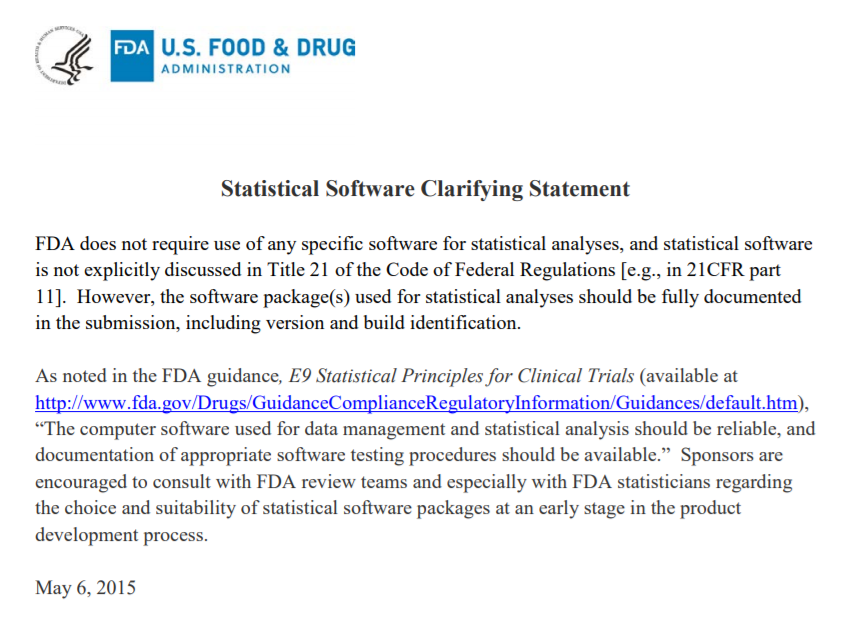 FDA U.S. FOOD & DRUG
ADMINISTRATION
Statistical Software Clarifying Statement
FDA does not require use of any specific software for statistical analyses, and statistical software
is not explicitly discussed in Title 21 of the Code of Federal Regulations [e.g., in 21CFR part
11].  However, the software package(s) used for statistical analyses should be fully documented
in the submission, including version and build identification.
As noted in the FDA guidance, E9 Statistical Principles for Clinical Trials (available at
http://www.fda.gov/Drugs/GuidanceComplianceRegulatoryInformation/Guidances/default.htm),
“The computer software used for data management and statistical analysis should be reliable, and
documentation of appropriate software testing procedures should be available.”  Sponsors are
encouraged to consult with FDA review teams and especially with FDA statisticians regarding
the choice and suitability of statistical software packages at an early stage in the product
development process.
May 6, 2015